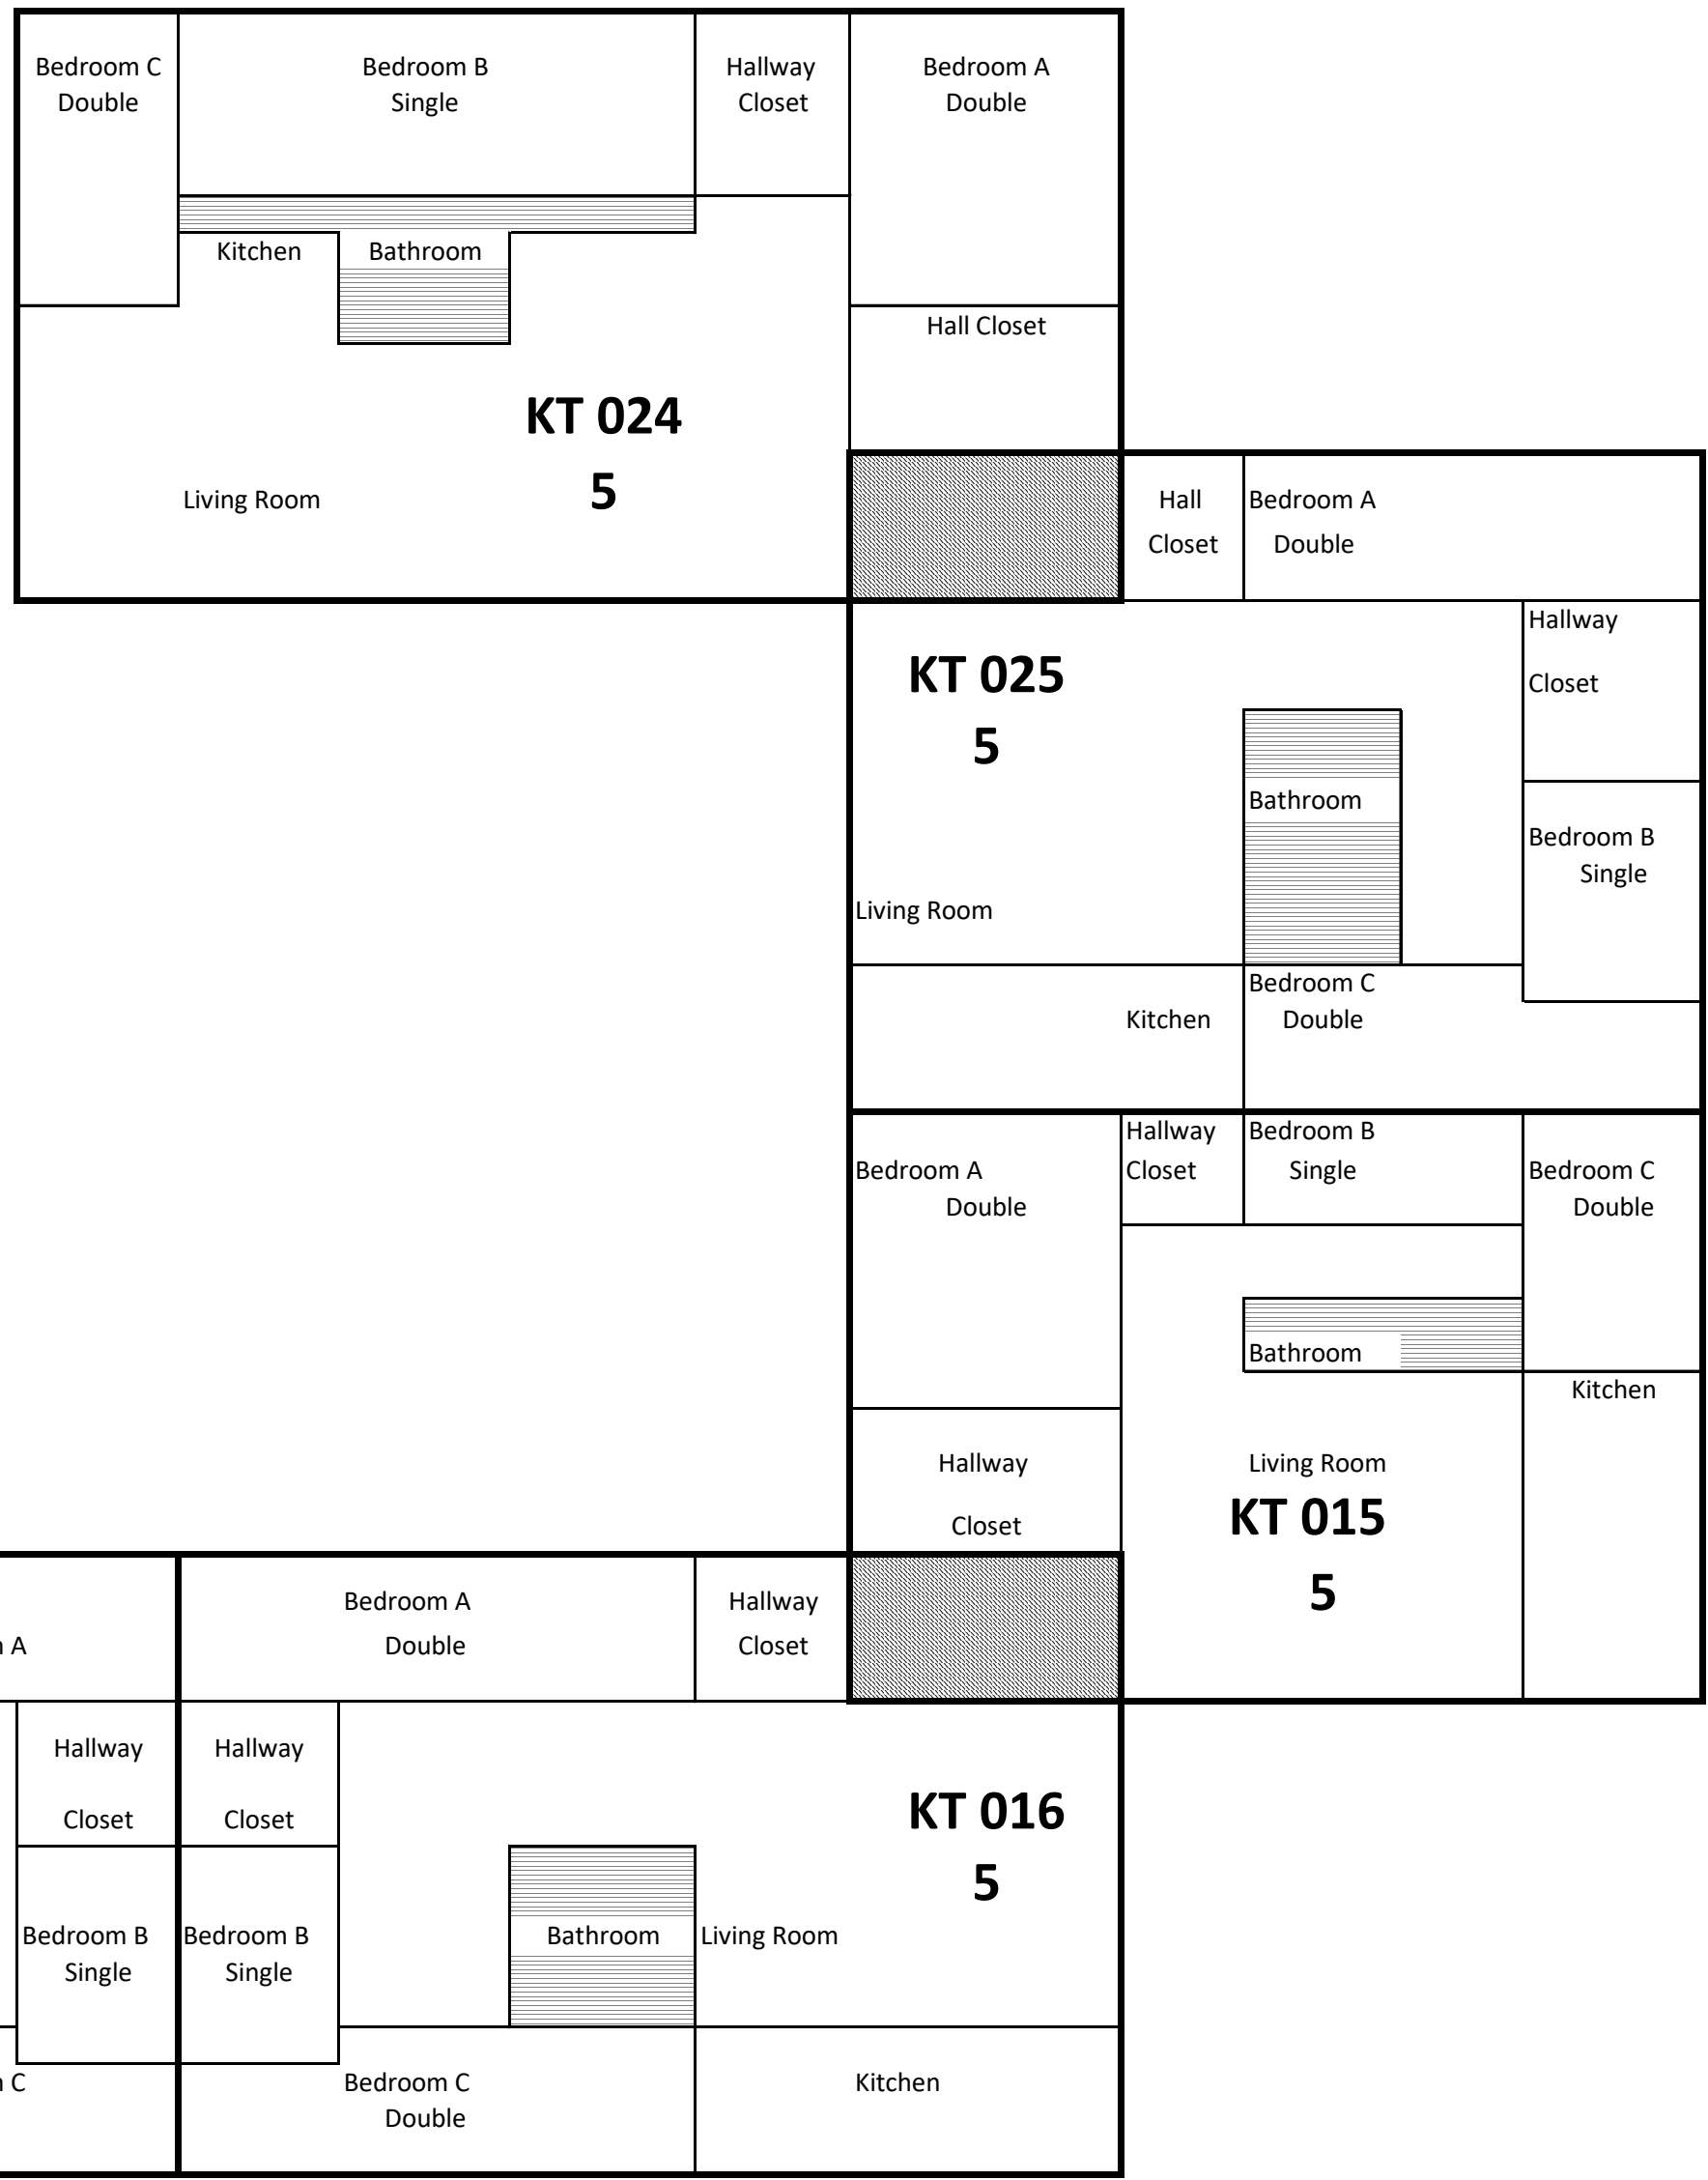 Bedroom C
Double
Bedroom B
Single
Hallway
Closet
Bedroom A
Double
Kitchen
Bathroom
Hall Closet
KT 024
5
Living Room
Hall
Closet
Bedroom A
Double
KT 025
5
Hallway
Closet
Bathroom
Bedroom B
Single
Living Room
Kitchen
Bedroom C
Double
Bedroom A
Double
Hallway
Closet
Bedroom B
Single
Bedroom C
Double
Bathroom
Kitchen
Hallway
Closet
Living Room
KT 015
5
A
Bedroom A
Double
Hallway
Closet
Hallway
Closet
Hallway
Closet
KT 016
5
Bedroom B
Single
Bedroom B
Single
Bathroom
Living Room
C
Bedroom C
Double
Kitchen